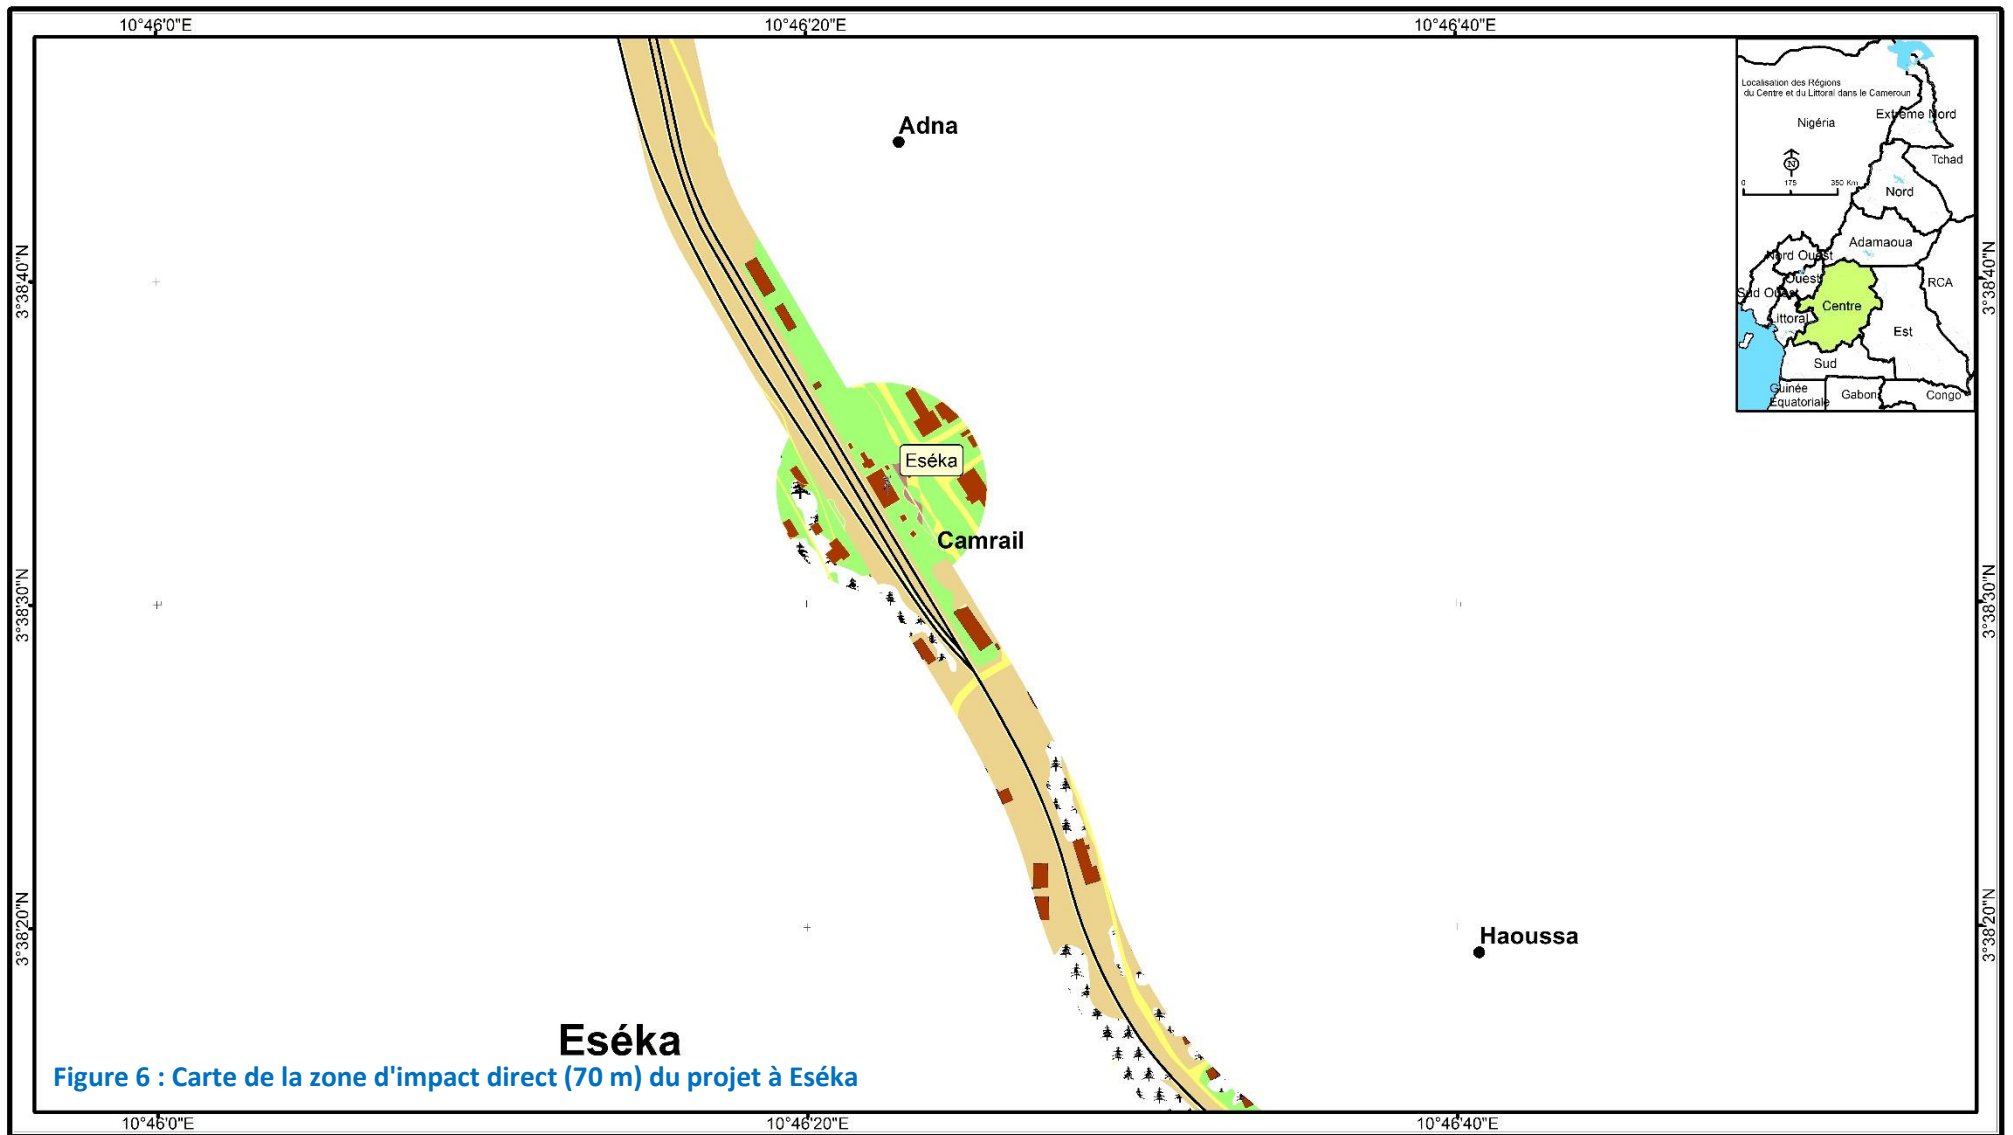 10°46'0"E
10°46'20"E
10°46'40"E
Localisation des Régions
du Centre et du Littoral dans le Cameroun
Nigéria
Extrême Nord
Tchad
N
0 175 350 Km
Nord
Adamaoua
Nord Ouest
Ouest
Sud Ouest
RCA
Centre
Littoral
Est
Sud
Guinée
Equatoriale
Gabon
Congo
Adna
3°38'40"N
3°38'40"N
Eséka
Camrail
3°38'30"N
3°38'30"N
3°38'20"N
3°38'20"N
Haoussa
Eséka
Figure 6 : Carte de la zone d'impact direct (70 m) du projet à Eséka
10°46'0"E
10°46'20"E
10°46'40"E